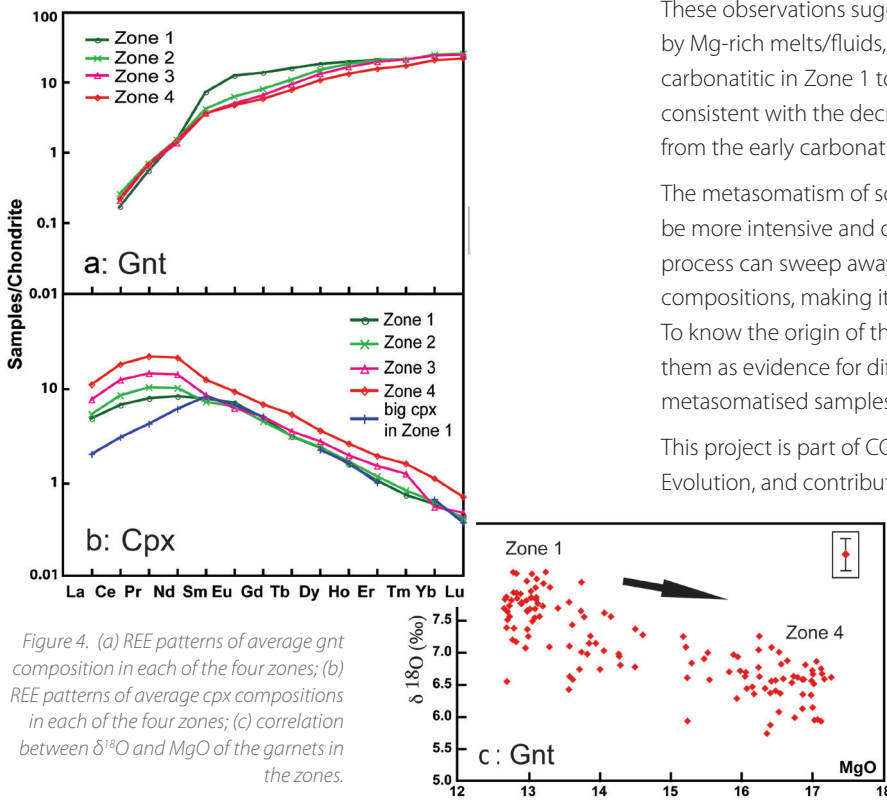 These observations sugge
by Mg-rich melts/fluids,
carbonatitic in Zone 1 to
consistent with the decr
from the early carbonat
The metasomatism of so
be more intensive and c
process can sweep away
compositions, making it
To know the origin of th
them as evidence for dif
metasomatised samples
This project is part of CC
Evolution, and contribut
Samples/Chondrite
100
10
1
0.1
0.01
Zone 1
Zone 2
Zone 3
Zone 4
a: Gnt
10
1
0.01
Zone 1
Zone 2
Zone 3
Zone 4
big cpx
in Zone 1
b: Cpx
La Ce Pr Nd Sm Eu Gd Tb Dy Ho Er Tm Yb Lu
Figure 4. (a) REE patterns of average gnt
composition in each of the four zones; (b)
REE patterns of average cpx compositions
in each of the four zones; (c) correlation
between δ18O and MgO of the garnets in
the zones.
Zone 1
Zone 4
δ 18O (‰)
7.5
7.0
6.5
6.0
5.5
5.0
c : Gnt
MgO
12 13 14 15 16 17 18